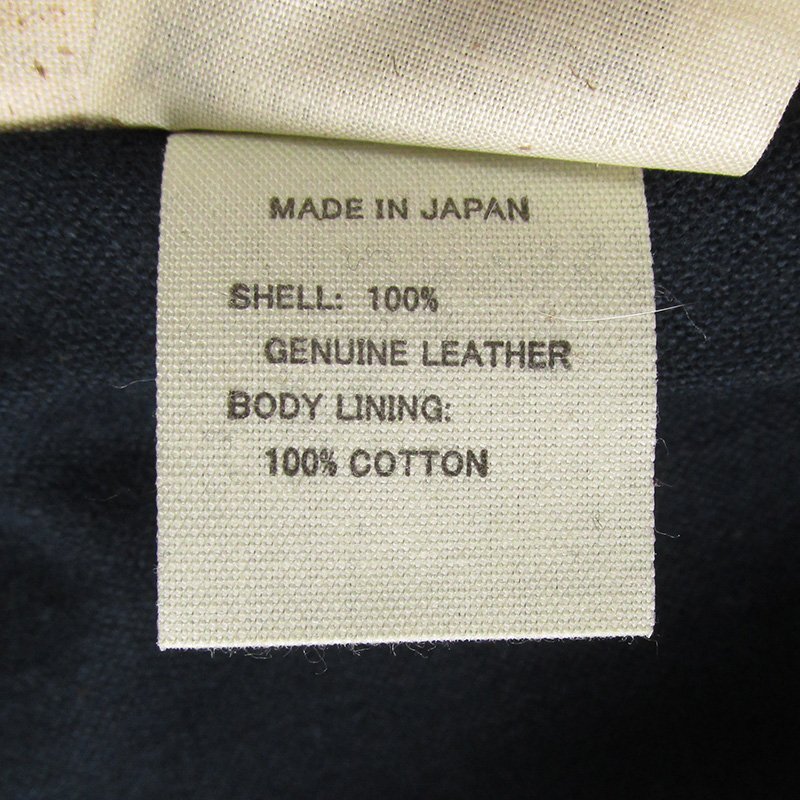 MADE IN JAPAN
SHELL: 100%
GENUINE LEATHER
BODY LINING:
100% COTTON